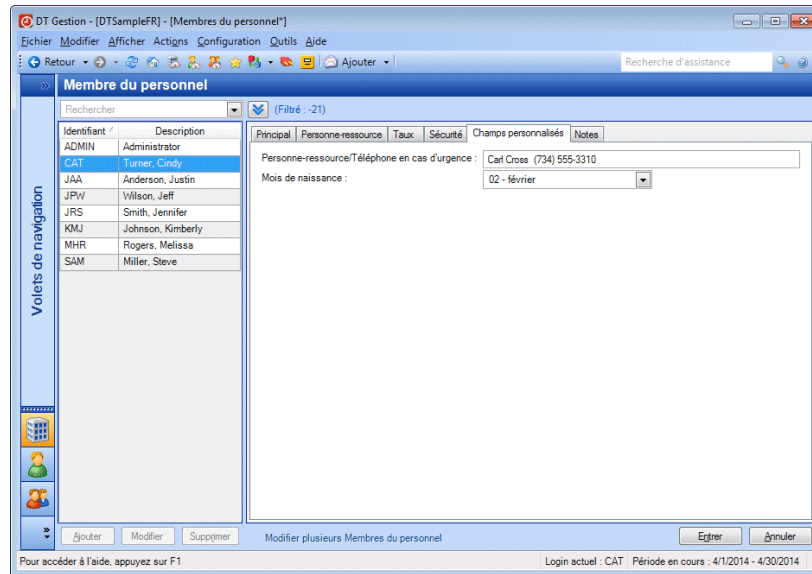 DT Gestion - [DTSampleFR] - [Membres du personnel*]
Fichier Modifier Afficher Actions Configuration Outils Aide
Retour Ajouter Recherche d'assistance
Membre du personnel
Rechercher (Filtré : -21)
Identifiant Description
ADMIN Administrator
CAT Turner, Cindy
JAA Anderson, Justin
JPW Wilson, Jeff
JRS Smith, Jennifer
KMJ Johnson, Kimberly
MHR Rogers, Melissa
SAM Miller, Steve
Principal Personne-ressource Taux Sécurité Champs personnalisés Notes
Personne-ressource/Téléphone en cas d'urgence : Carl Cross (734) 555-3310
Mois de naissance : 02 - février
Volets de navigation
Ajouter Modifier Supprimer Modifier plusieurs Membres du personnel Entrer Annuler
Pour accéder à l'aide, appuyez sur F1 Login actuel : CAT Période en cours : 4/1/2014 - 4/30/2014